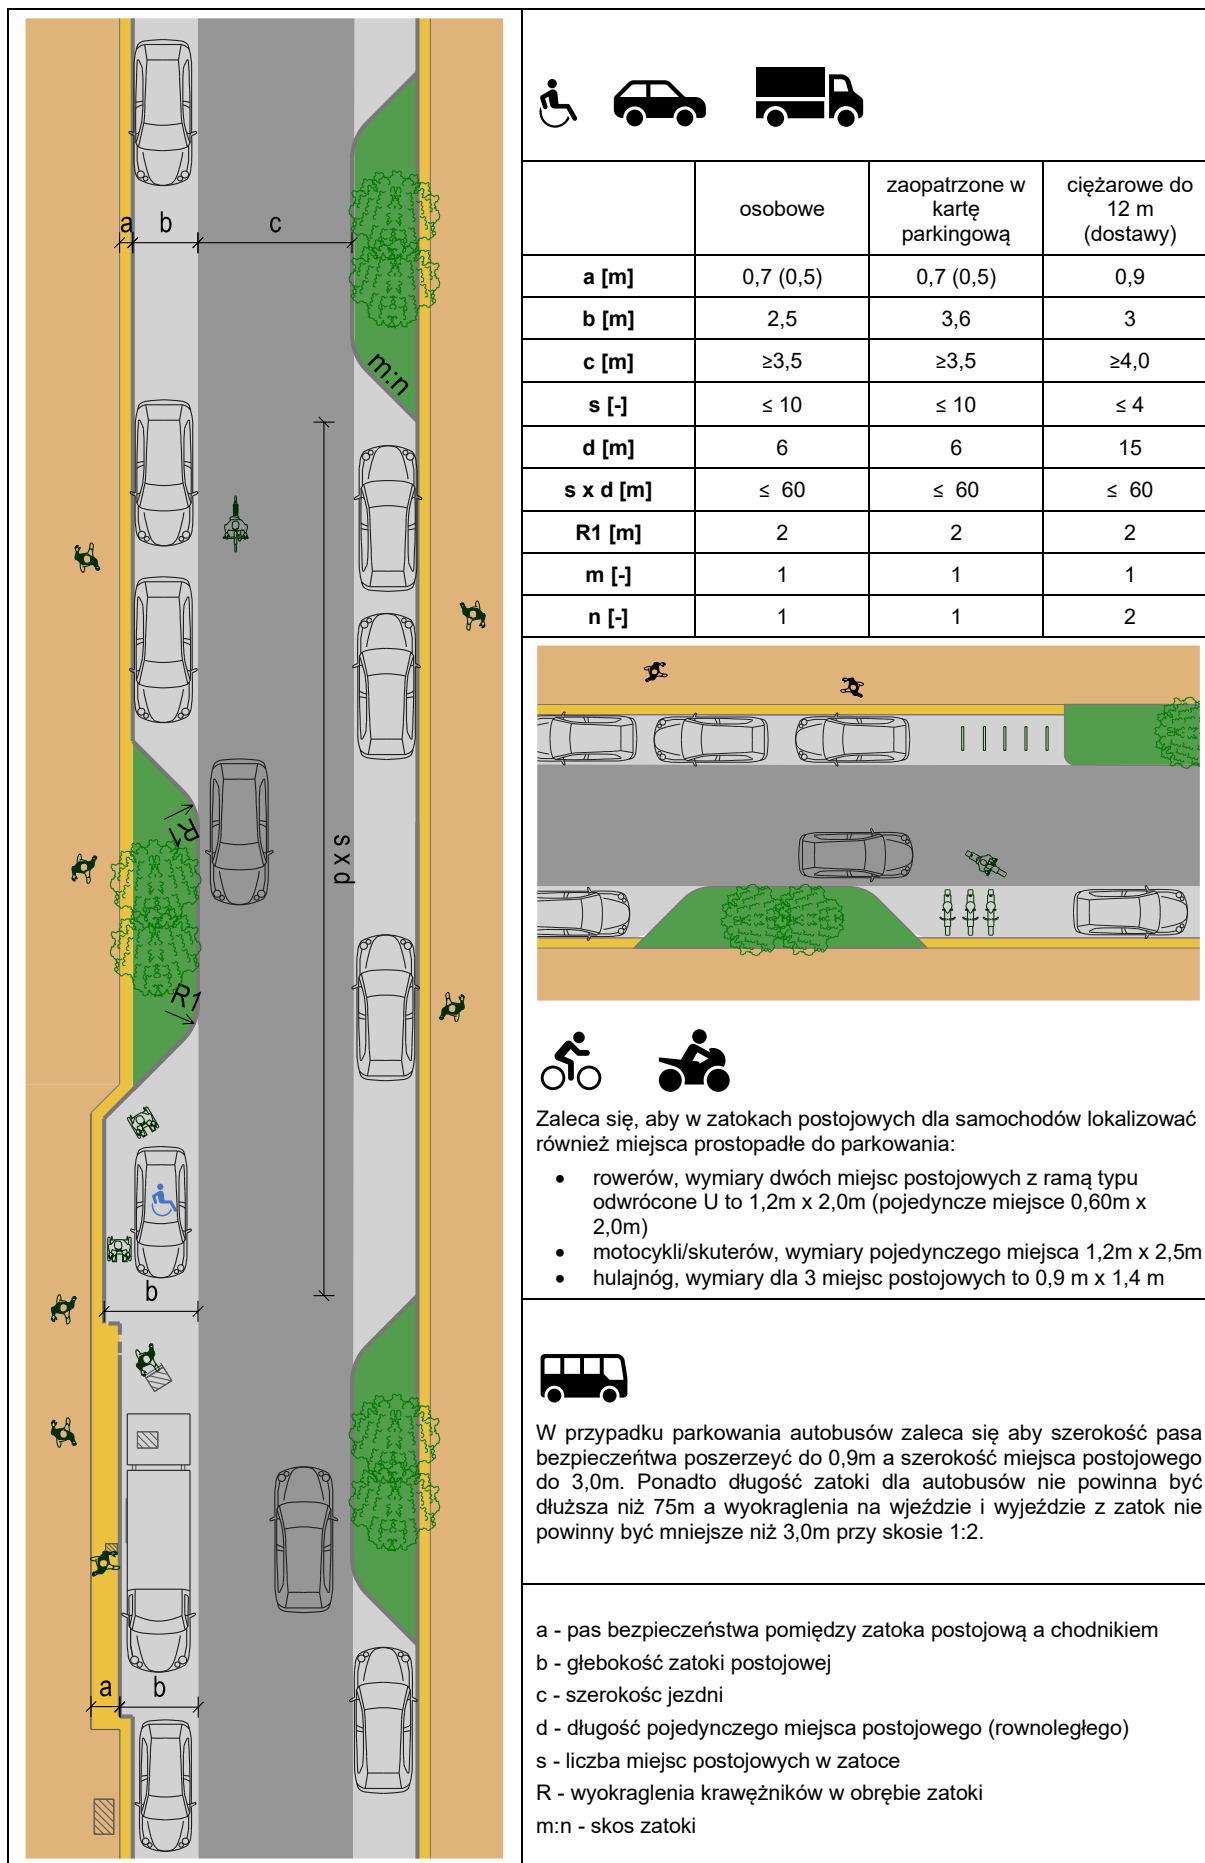 a
b
c
m:n
R1
s x d
R1
b
a
b
osobowe
zaopatrzone w
kartę
parkingową
ciężarowe do
12 m
(dostawy)
a [m] 0,7 (0,5) 0,7 (0,5) 0,9
b [m] 2,5 3,6 3
c [m] ≥3,5 ≥3,5 ≥4,0
s [-] ≤ 10 ≤ 10 ≤ 4
d [m] 6 6 15
s x d [m] ≤ 60 ≤ 60 ≤ 60
R1 [m] 2 2 2
m [-] 1 1 1
n [-] 1 1 2
Zaleca się, aby w zatokach postojowych dla samochodów lokalizować
również miejsca prostopadłe do parkowania:
• rowerów, wymiary dwóch miejsc postojowych z ramą typu
odwrócone U to 1,2m x 2,0m (pojedyncze miejsce 0,60m x
2,0m)
• motocykli/skuterów, wymiary pojedynczego miejsca 1,2m x 2,5m
• hulajnóg, wymiary dla 3 miejsc postojowych to 0,9 m x 1,4 m
W przypadku parkowania autobusów zaleca się aby szerokość pasa
bezpieczeńtwa poszerzeyć do 0,9m a szerokość miejsca postojowego
do 3,0m. Ponadto długość zatoki dla autobusów nie powinna być
dłuższa niż 75m a wyokraglenia na wjeździe i wyjeździe z zatok nie
powinny być mniejsze niż 3,0m przy skosie 1:2.
a - pas bezpieczeństwa pomiędzy zatoka postojową a chodnikiem
b - głebokość zatoki postojowej
c - szerokośc jezdni
d - długość pojedynczego miejsca postojowego (rownoległego)
s - liczba miejsc postojowych w zatoce
R - wyokraglenia krawężników w obrębie zatoki
m:n - skos zatoki